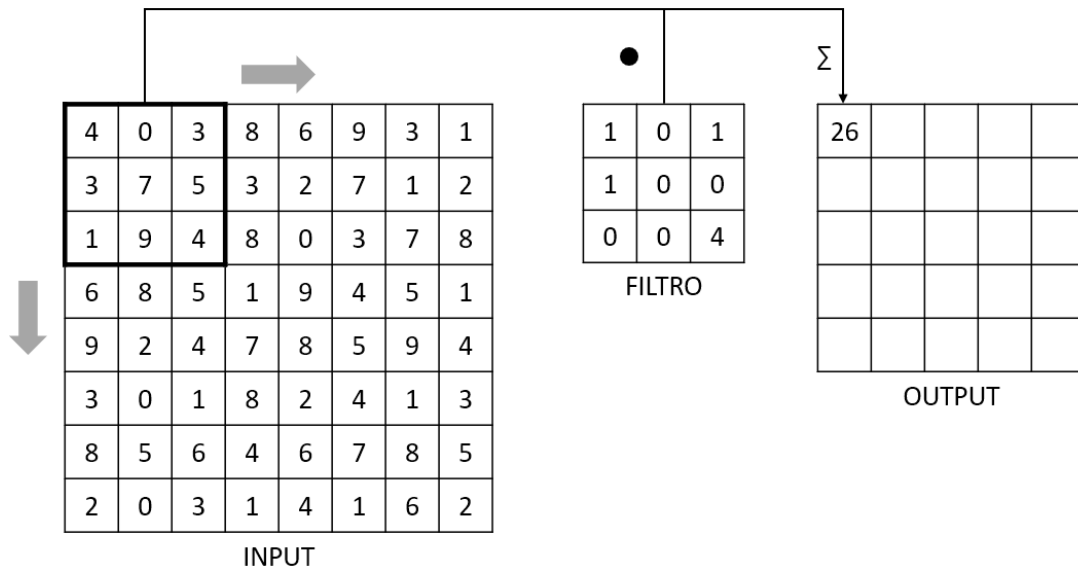 Σ
4 0 3 8 6 9 3 1
3 7 5 3 2 7 1 2
1 9 4 8 0 3 7 8
6 8 5 1 9 4 5 1
9 2 4 7 8 5 9 4
3 0 1 8 2 4 1 3
8 5 6 4 6 7 8 5
2 0 3 1 4 1 6 2
INPUT
1 0 1
1 0 0
0 0 4
FILTRO
26
OUTPUT